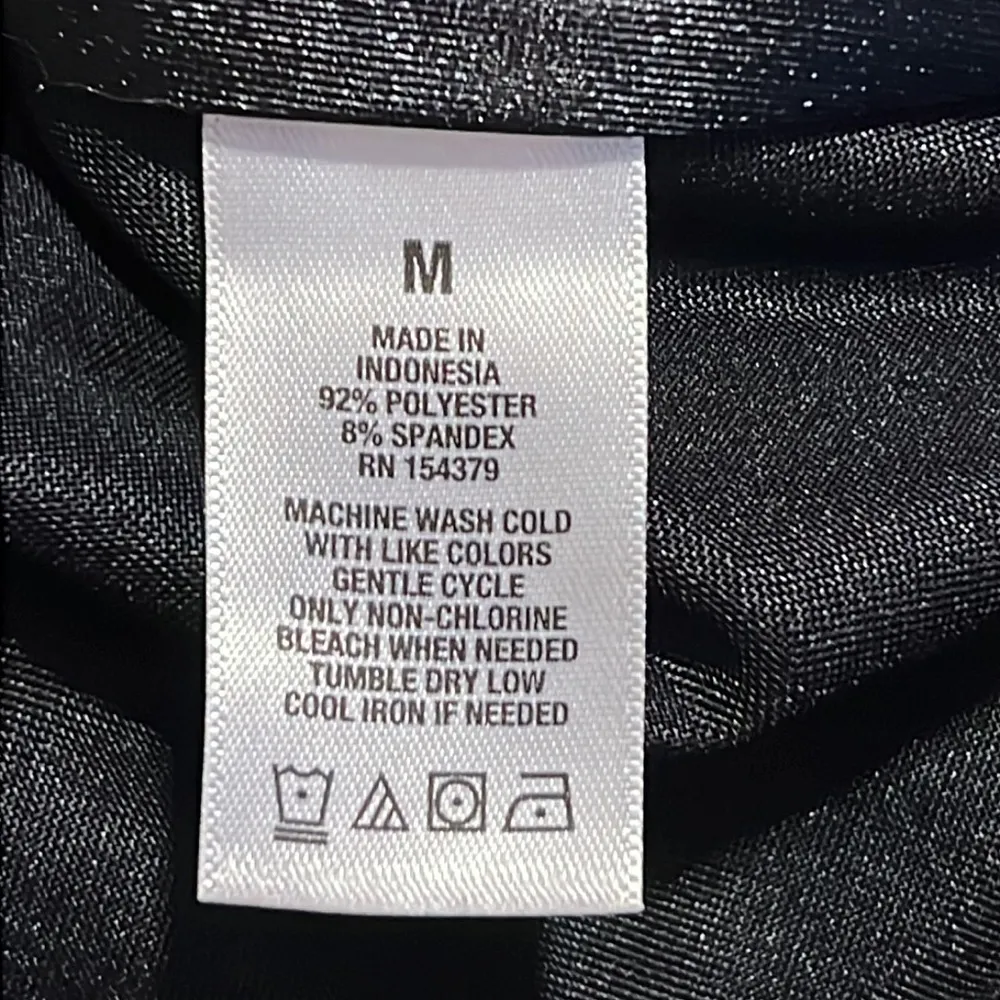 M
MADE IN
INDONESIA
92% POLYESTER
8% SPANDEX
RN 154379
MACHINE WASH COLD
WITH LIKE COLORS
GENTLE CYCLE
ONLY NON-CHLORINE
BLEACH WHEN NEEDED
TUMBLE DRY LOW
COOL IRON IF NEEDED